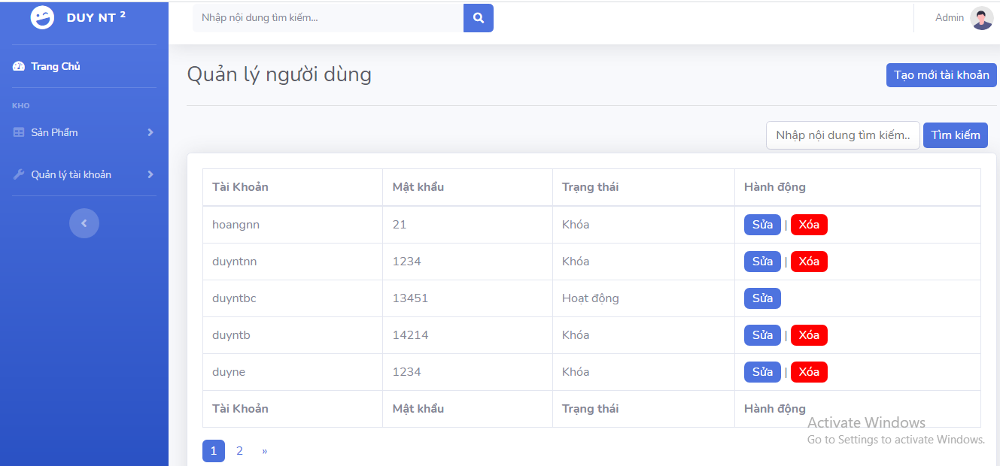 DUY NT 2
Nhập nội dung tìm kiếm...
Admin
Trang Chủ
KHO
Sản Phẩm
Quản lý tài khoản
Quản lý người dùng
Tạo mới tài khoản
Nhập nội dung tìm kiếm..
Tìm kiếm
Tài Khoản Mật khẩu Trạng thái Hành động
hoangnn 21 Khóa Sửa | Xóa
duyntnn 1234 Khóa Sửa | Xóa
duyntbc 13451 Hoạt động Sửa
duyntb 14214 Khóa Sửa | Xóa
duyne 1234 Khóa Sửa | Xóa
Tài Khoản Mật khẩu Trạng thái Hành động
Activate Windows
Go to Settings to activate Windows.
1 2 »